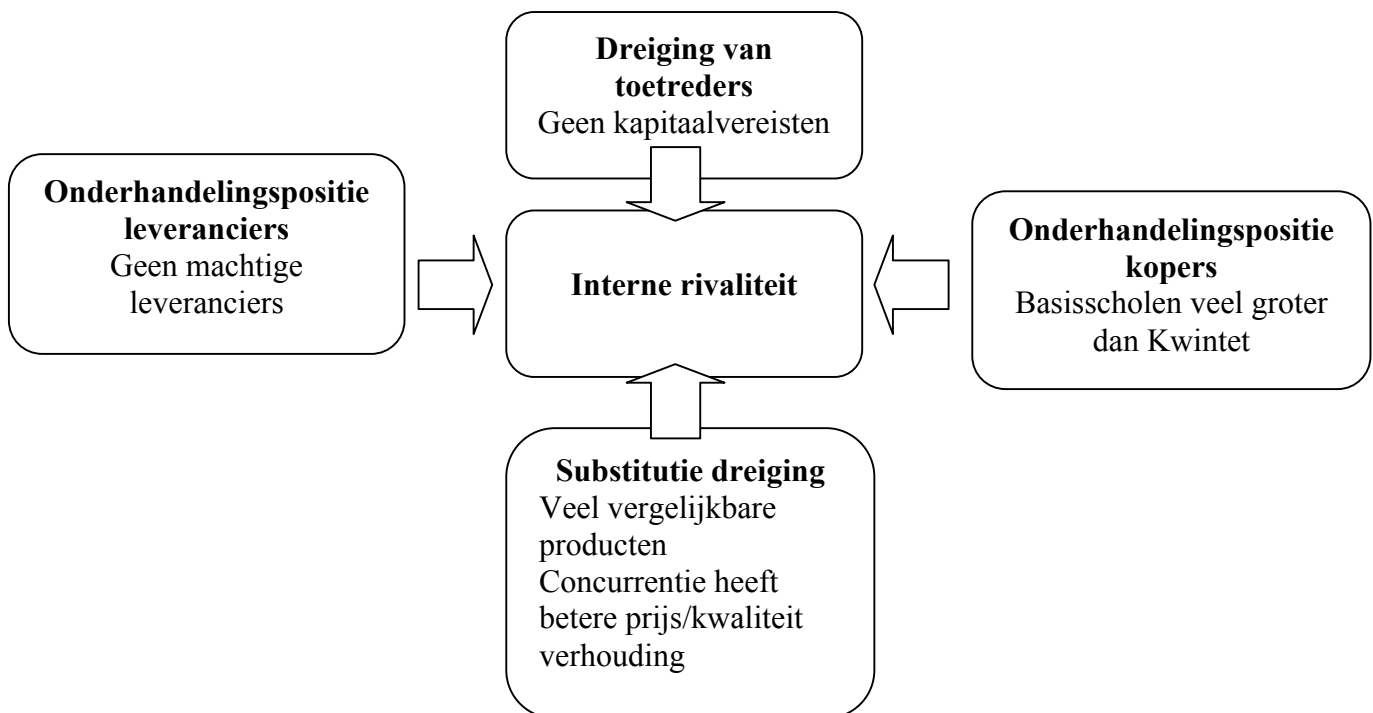 Dreiging van
toetreders
Geen kapitaalvereisten
Onderhandelingspositie
leveranciers
Geen machtige
leveranciers
Interne rivaliteit
Onderhandelingspositie
kopers
Basisscholen veel groter
dan Kwintet
Substitutie dreiging
Veel vergelijkbare
producten
Concurrentie heeft
betere prijs/kwaliteit
verhouding